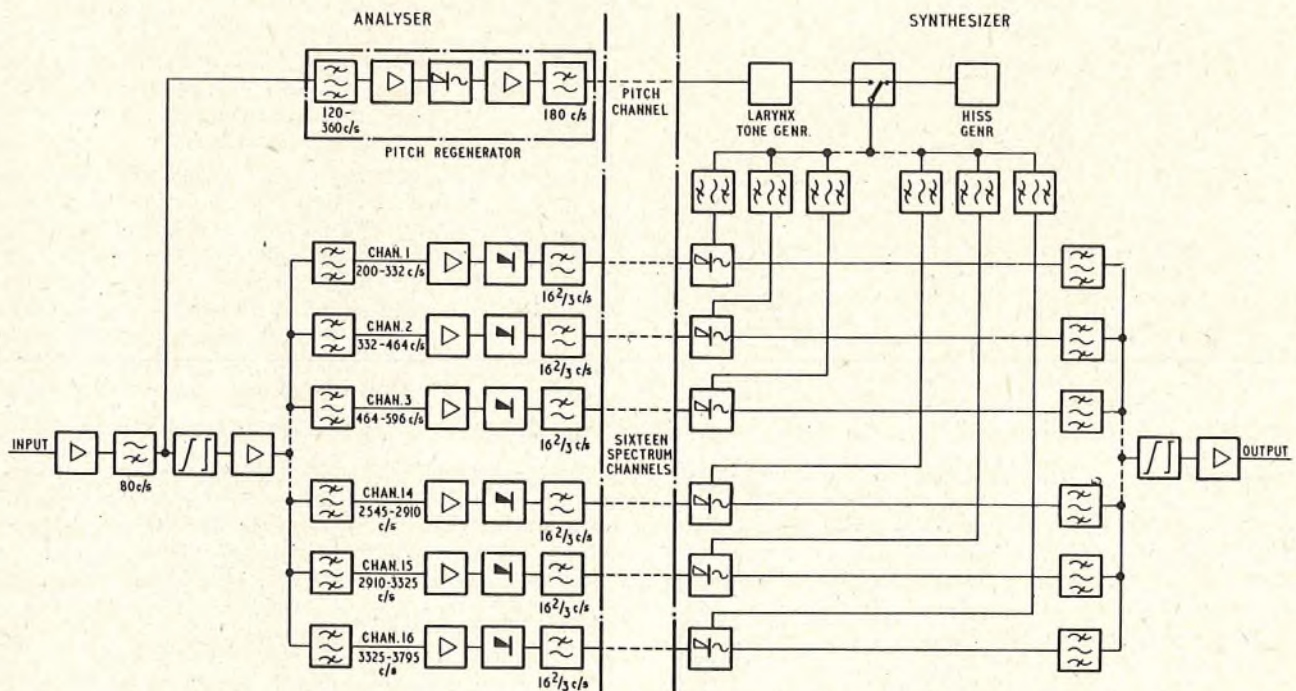 ANALYSER
SYNTHESIZER
120-
360c/s
180 c/s
PITCH REGENERATOR
PITCH
CHANNEL
LARYNX
TONE GENR.
HISS
GENR
CHAN. 1
200-332 c/s
16 2/3 c/s
CHAN. 2
332-464 c/s
16 2/3 c/s
CHAN. 3
464-596 c/s
16 2/3 c/s
INPUT
80c/s
SIXTEEN
SPECTRUM
CHANNELS
OUTPUT
CHAN. 14
2545-2910
c/s
16 2/3 c/s
CHAN. 15
2910-3325
c/s
16 2/3 c/s
CHAN. 16
3325-3795
c/s
16 2/3 c/s